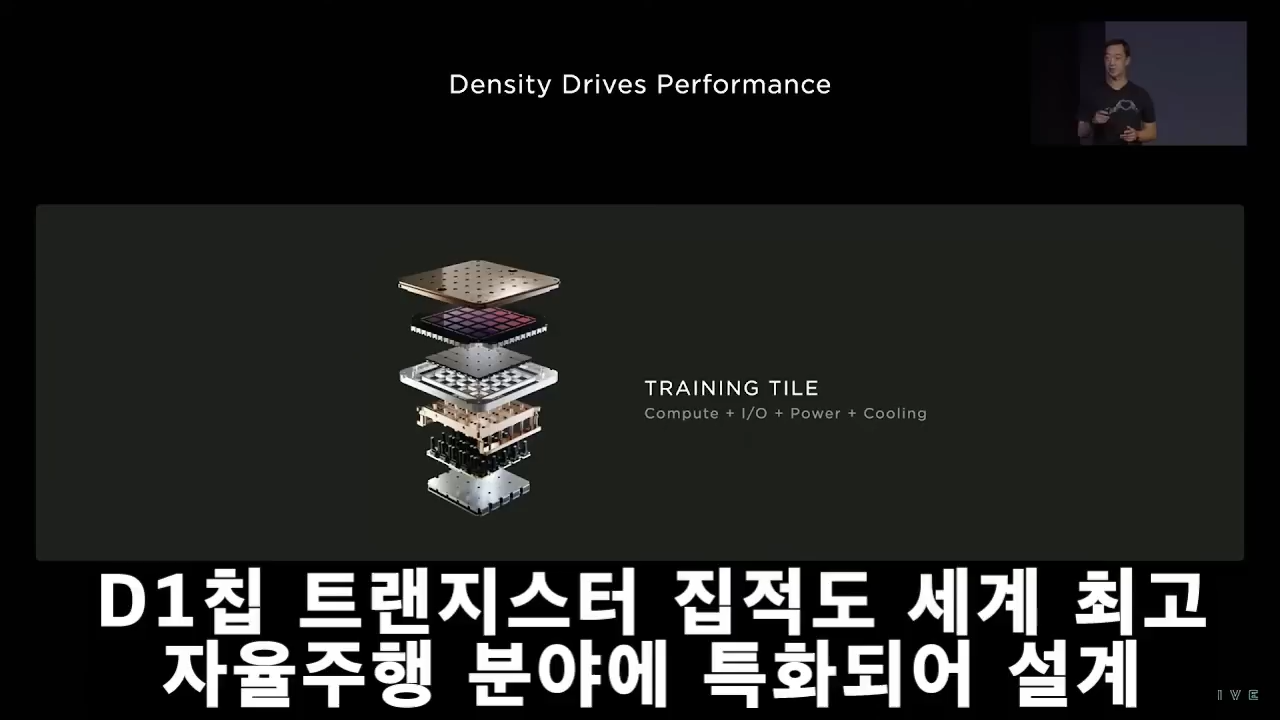 Density Drives Performance
TRAINING TILE
Compute + I/O + Power + Cooling
D1칩 트랜지스터 집적도 세계 최고
자율주행 분야에 특화되어 설계
IVE